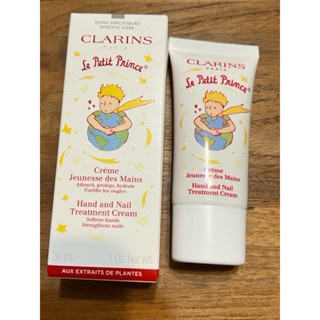 SOINS SPÉCIFIQUES
SPECIFIC CARE
CLARINS
PARIS
Le Petit Prince®
Crème
Jeunesse des Mains
Adoucit, protège, hydrate
Fortifie les ongles
Hand and Nail
Treatment Cream
Softens hands
Strengthens nails
30 mL
1 Oz. Net Wt.
AUX EXTRAITS DE PLANTES
CLARINS
PARIS
Le Petit Prince®
Crème
Jeunesse des Mains
Hand and Nail
Treatment Cream